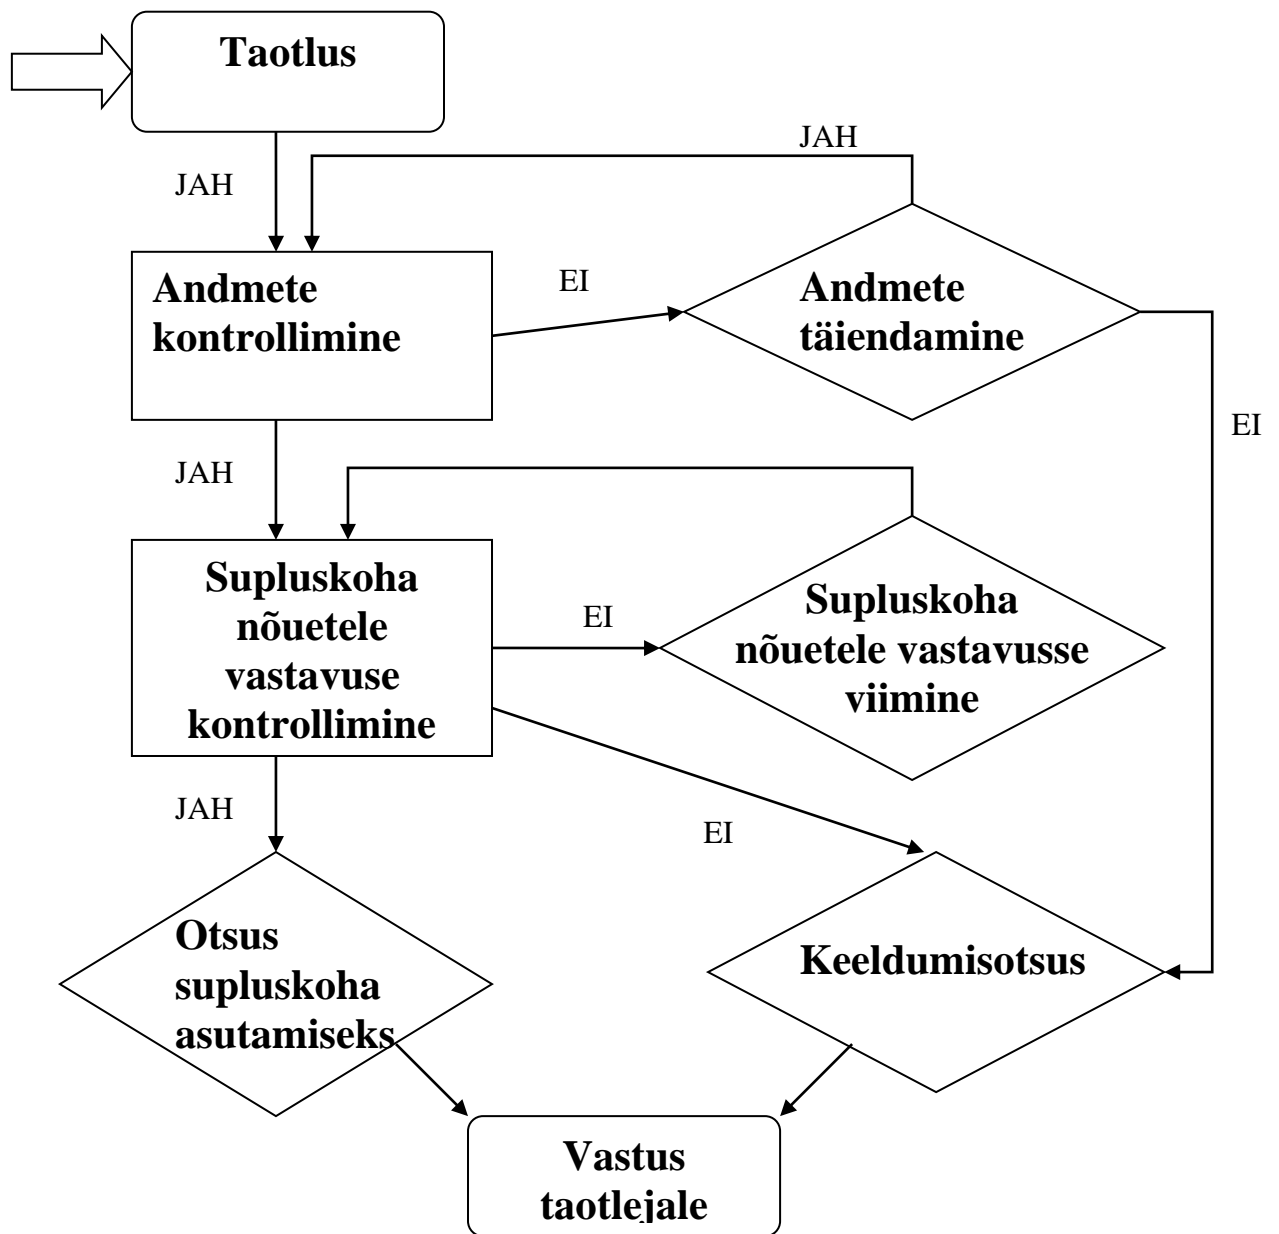 Taotlus
JAH
JAH
Andmete
kontrollimine
EI
Andmete
täiendamine
EI
JAH
Supluskoha
nõuetele
vastavuse
kontrollimine
EI
Supluskoha
nõuetele vastavusse
viimine
JAH
EI
Otsus
supluskoha
asutamiseks
Keeldumisotsus
Vastus
taotlejale